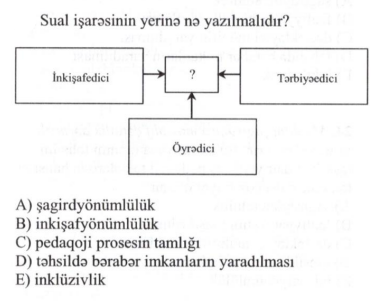 Sual işarəsinin yerinə nə yazılmalıdır?
İnkişafedici
?
Tərbiyəedici
Öyrədici
A) şagirdyönümlülük
B) inkişafyönümlülük
C) pedaqoji prosesin tamlığı
D) təhsildə bərabər imkanların yaradılması
E) inklüzivlik